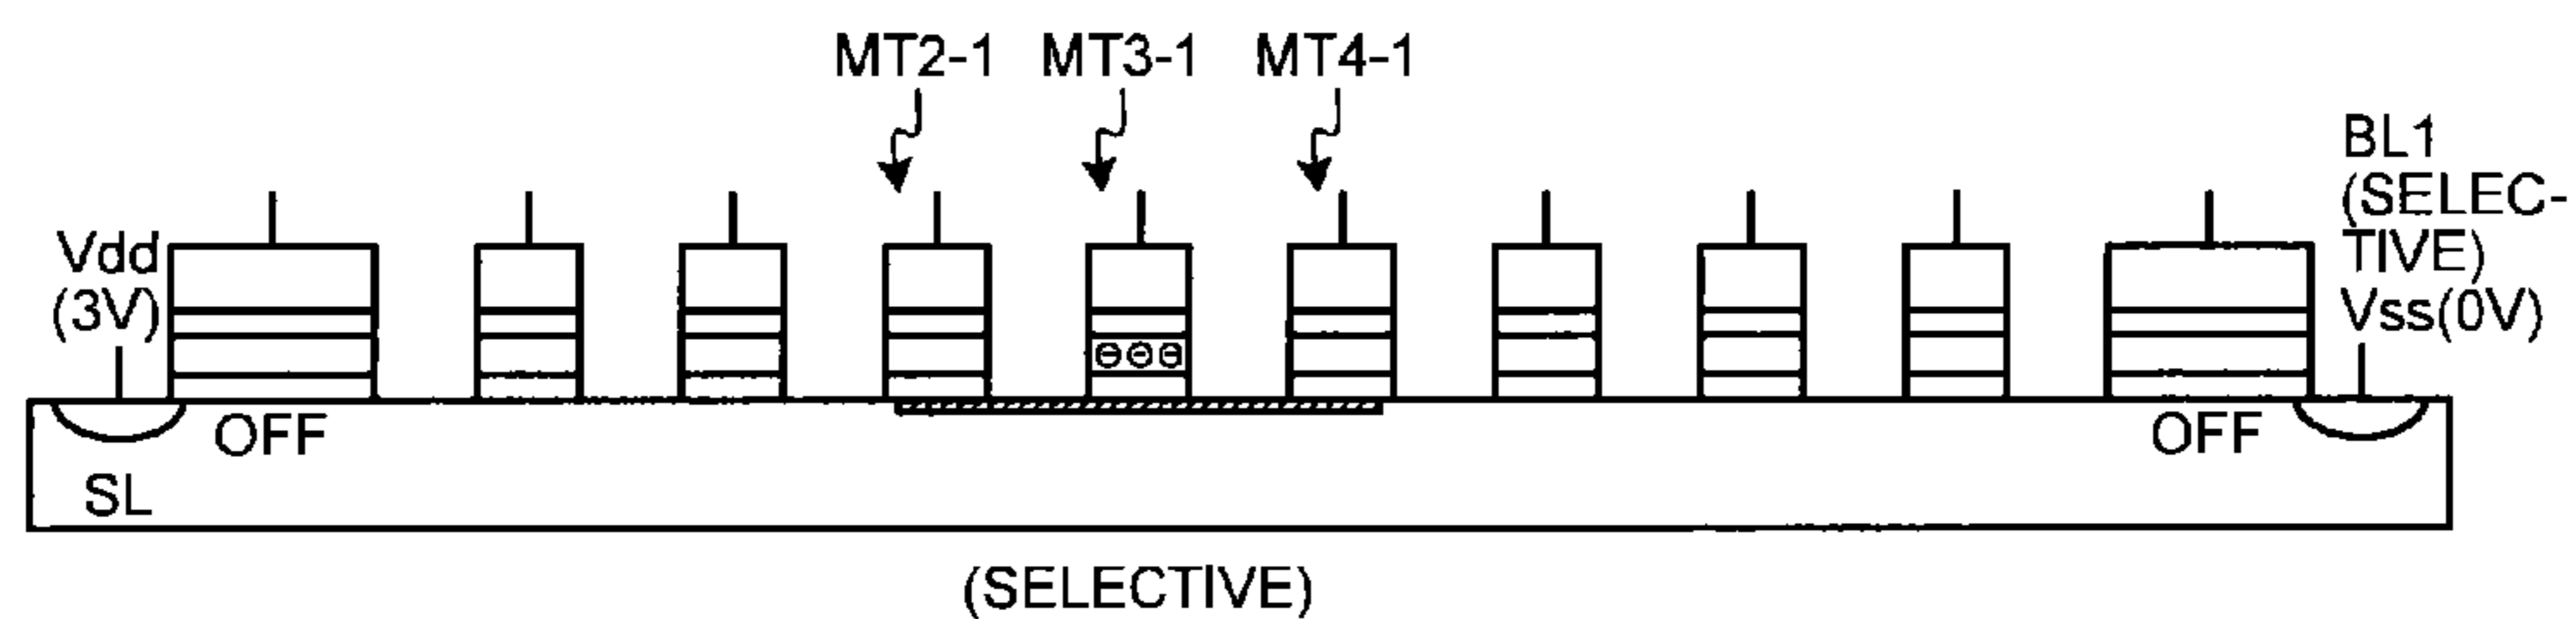 MT2-1 MT3-1 MT4-1
BL1
(SELEC-
TIVE)
Vss(0V)
Vdd
(3V)
OFF
OFF
SL
(SELECTIVE)